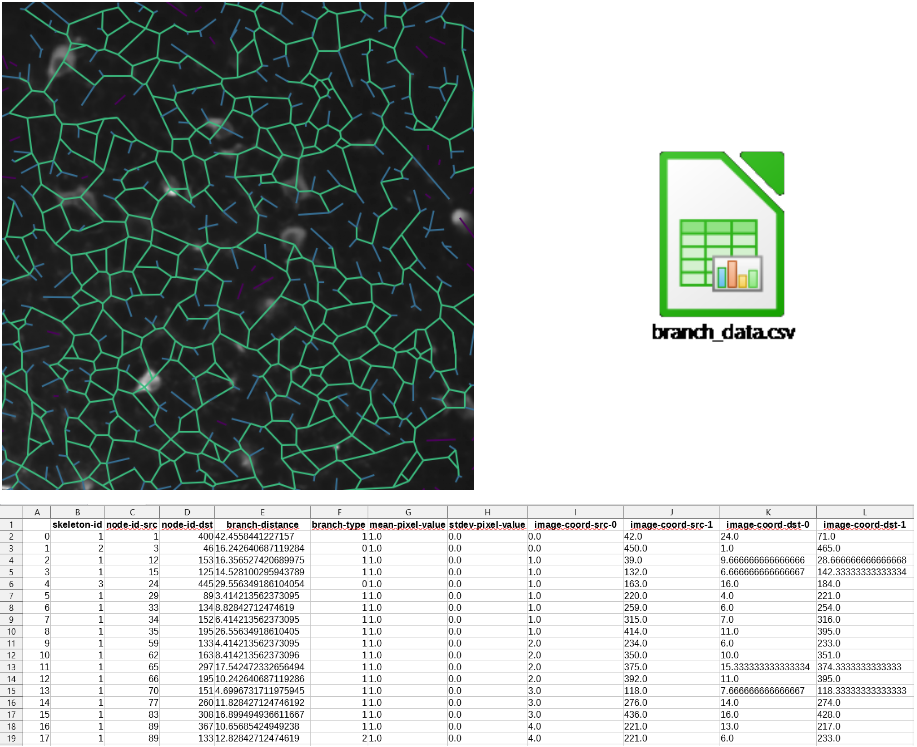 branch_data.csv
A B C D E F G H I J K L
1 skeleton-id node-id-src node-id-dst branch-distance branch-type mean-pixel-value stdev-pixel-value image-coord-src-0 image-coord-src-1 image-coord-dst-0 image-coord-dst-1
2 0 1 1 400 42.4558441227157 1 1.0 0.0 0.0 42.0 24.0 71.0
3 1 2 3 46 16.242640687119284 0 1.0 0.0 0.0 450.0 1.0 465.0
4 2 1 12 153 16.356527420689975 1 1.0 0.0 1.0 39.0 9.666666666666666 28.666666666666668
5 3 1 15 125 14.528100295943789 1 1.0 0.0 1.0 132.0 6.666666666666667 142.33333333333334
6 4 3 24 445 29.556349186104054 0 1.0 0.0 1.0 163.0 16.0 184.0
7 5 1 29 89 3.414213562373095 1 1.0 0.0 1.0 220.0 4.0 221.0
8 6 1 33 134 8.82842712474619 1 1.0 0.0 1.0 259.0 6.0 254.0
9 7 1 34 152 6.414213562373095 1 1.0 0.0 1.0 315.0 7.0 316.0
10 8 1 35 195 26.55634918610405 1 1.0 0.0 1.0 414.0 11.0 395.0
11 9 1 59 133 4.414213562373095 1 1.0 0.0 2.0 234.0 6.0 233.0
12 10 1 62 163 8.414213562373096 1 1.0 0.0 2.0 350.0 10.0 351.0
13 11 1 65 297 17.542472332656494 1 1.0 0.0 2.0 375.0 15.333333333333334 374.3333333333333
14 12 1 66 195 10.242640687119286 1 1.0 0.0 2.0 392.0 11.0 395.0
15 13 1 70 151 4.6996731711975945 1 1.0 0.0 3.0 118.0 7.666666666666667 118.33333333333333
16 14 1 77 260 11.828427124746192 1 1.0 0.0 3.0 276.0 14.0 274.0
17 15 1 83 308 16.899494936611667 1 1.0 0.0 3.0 436.0 16.0 428.0
18 16 1 89 367 10.65685424949238 1 1.0 0.0 4.0 221.0 13.0 217.0
19 17 1 89 133 12.82842712474619 2 1.0 0.0 4.0 221.0 6.0 233.0